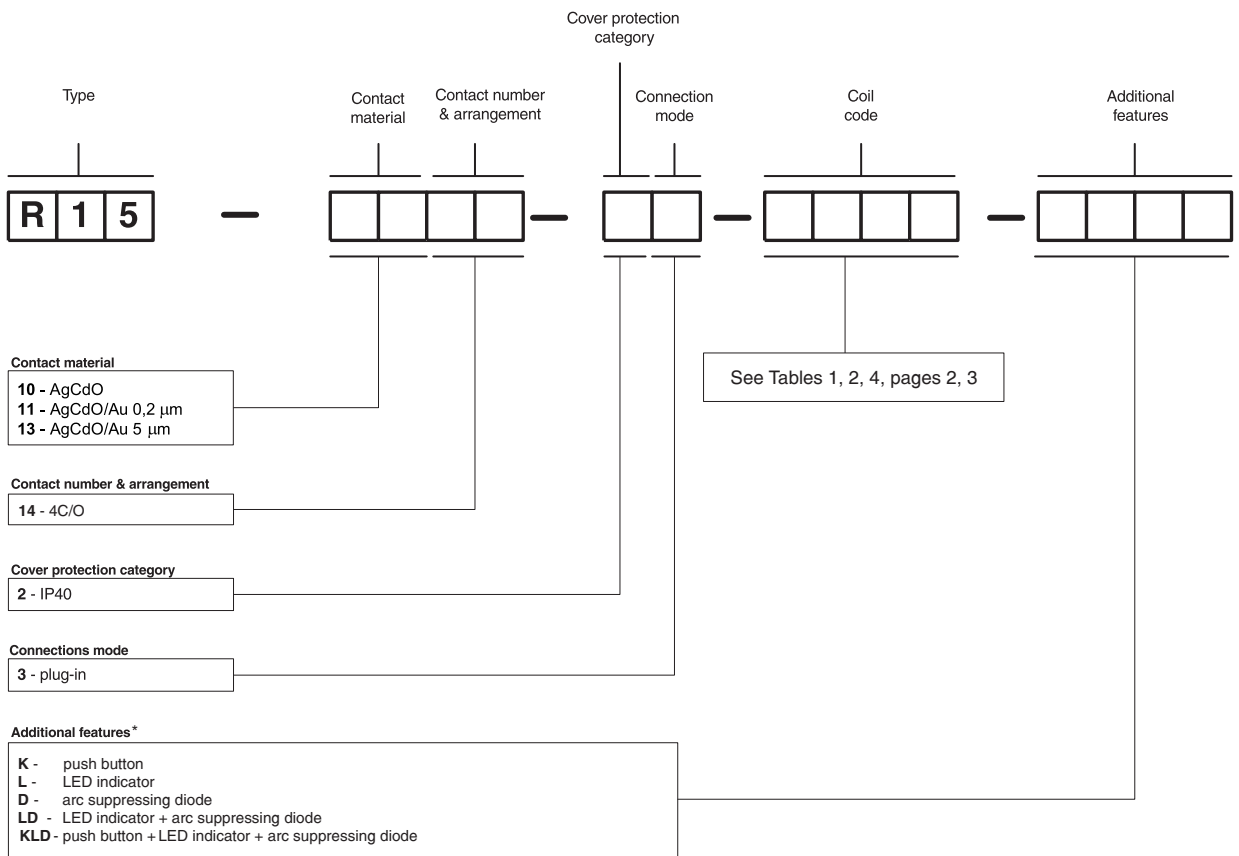 Cover protection
category
Type
Contact
material
Contact number
& arrangement
Connection
mode
Coil
code
Additional
features
R 1 5 – – – –
Contact material
10 - AgCdO
11 - AgCdO/Au 0,2 μm
13 - AgCdO/Au 5 μm
See Tables 1, 2, 4, pages 2, 3
Contact number & arrangement
14 - 4C/O
Cover protection category
2 - IP40
Connections mode
3 - plug-in
Additional features*
K - push button
L - LED indicator
D - arc suppressing diode
LD - LED indicator + arc suppressing diode
KLD - push button + LED indicator + arc suppressing diode